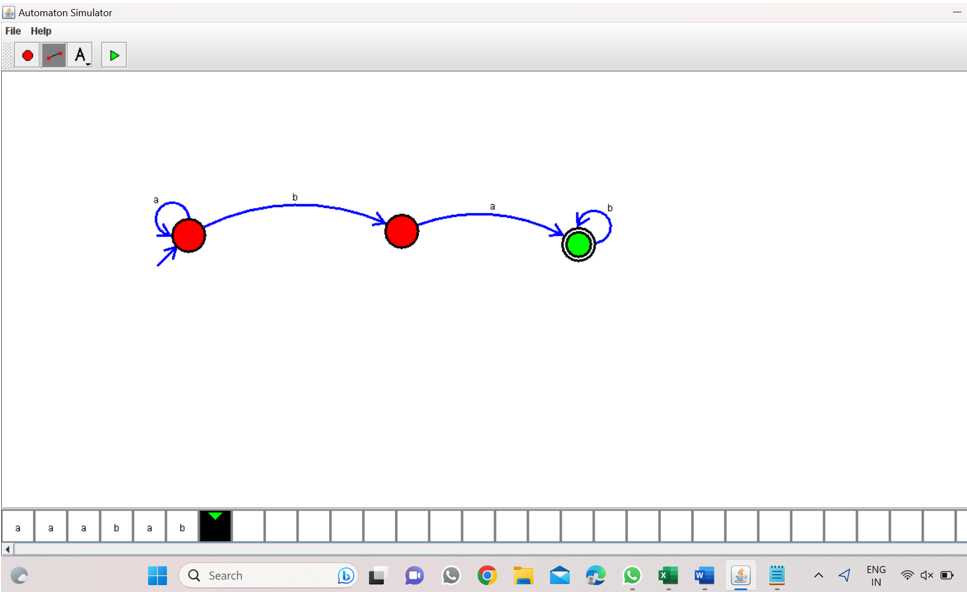 Automaton Simulator
File Help
A
a b a b
a a a b a b
Search
ENG
IN